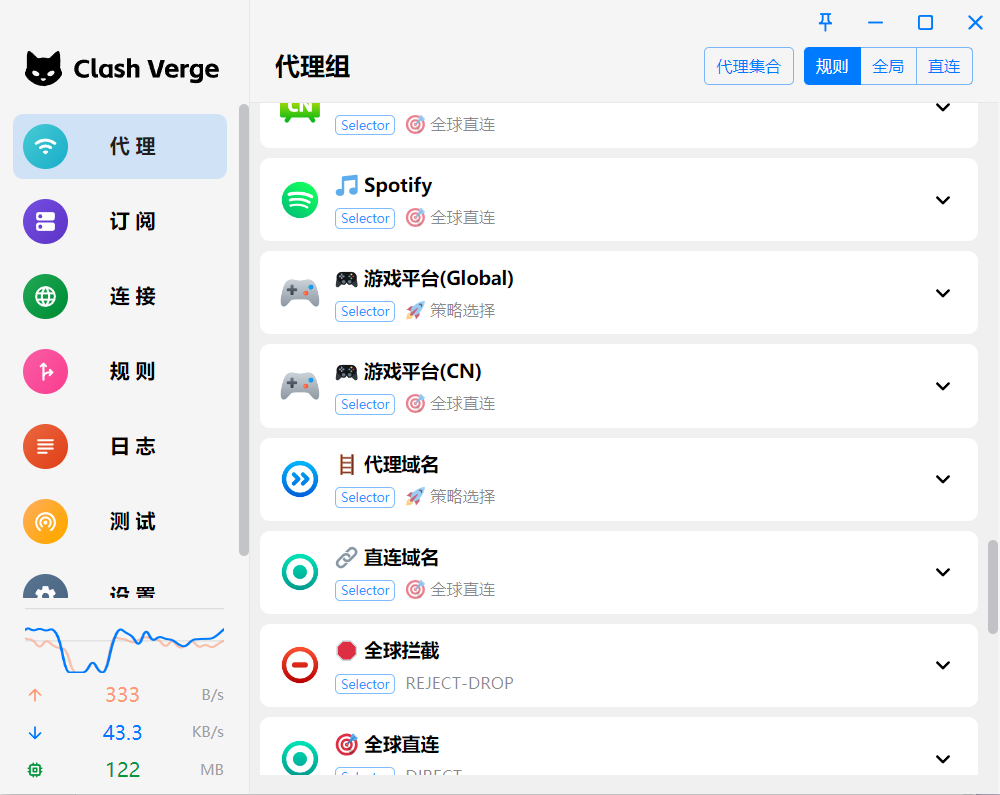 Clash Verge
代理组
代理集合
规则
全局
直连
代 理
订 阅
连 接
规 则
日 志
测 试
设 置
333 B/s
43.3 KB/s
122 MB
CN
Selector 全球直连
Spotify
Selector 全球直连
游戏平台(Global)
Selector 策略选择
游戏平台(CN)
Selector 全球直连
代理域名
Selector 策略选择
直连域名
Selector 全球直连
全球拦截
Selector REJECT-DROP
全球直连
Selector DIRECT